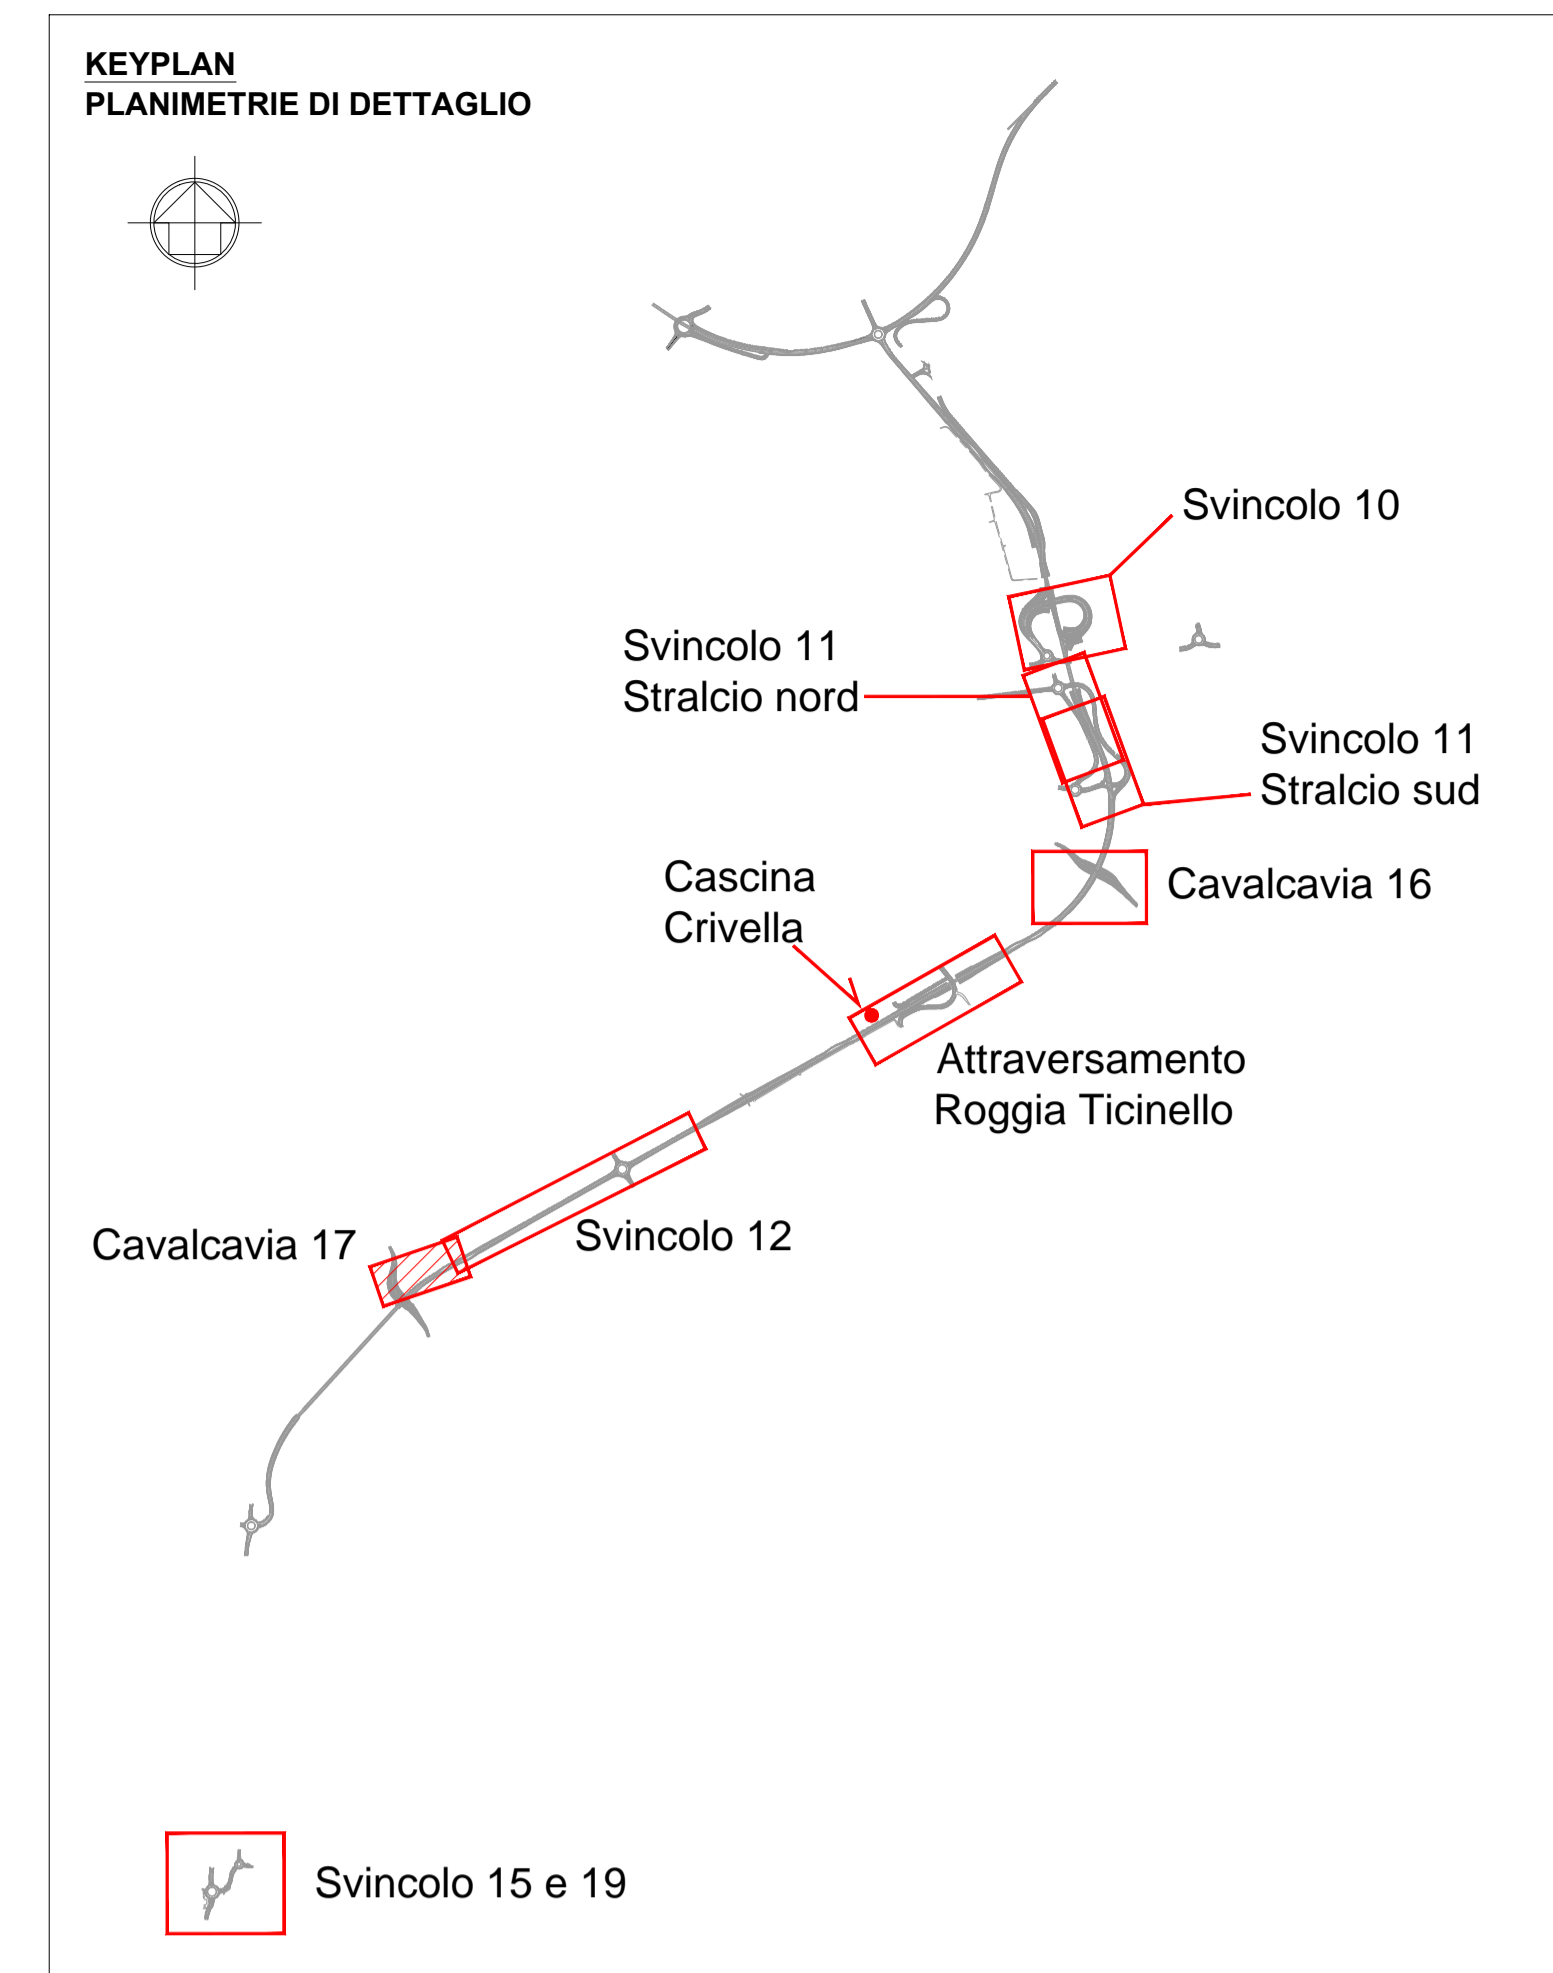 KEYPLAN
PLANIMETRIE DI DETTAGLIO
Svincolo 10
Svincolo 11
Stralcio nord
Svincolo 11
Stralcio sud
Cascina
Crivella
Cavalcavia 16
Attraversamento
Roggia Ticinello
Cavalcavia 17
Svincolo 12
Svincolo 15 e 19